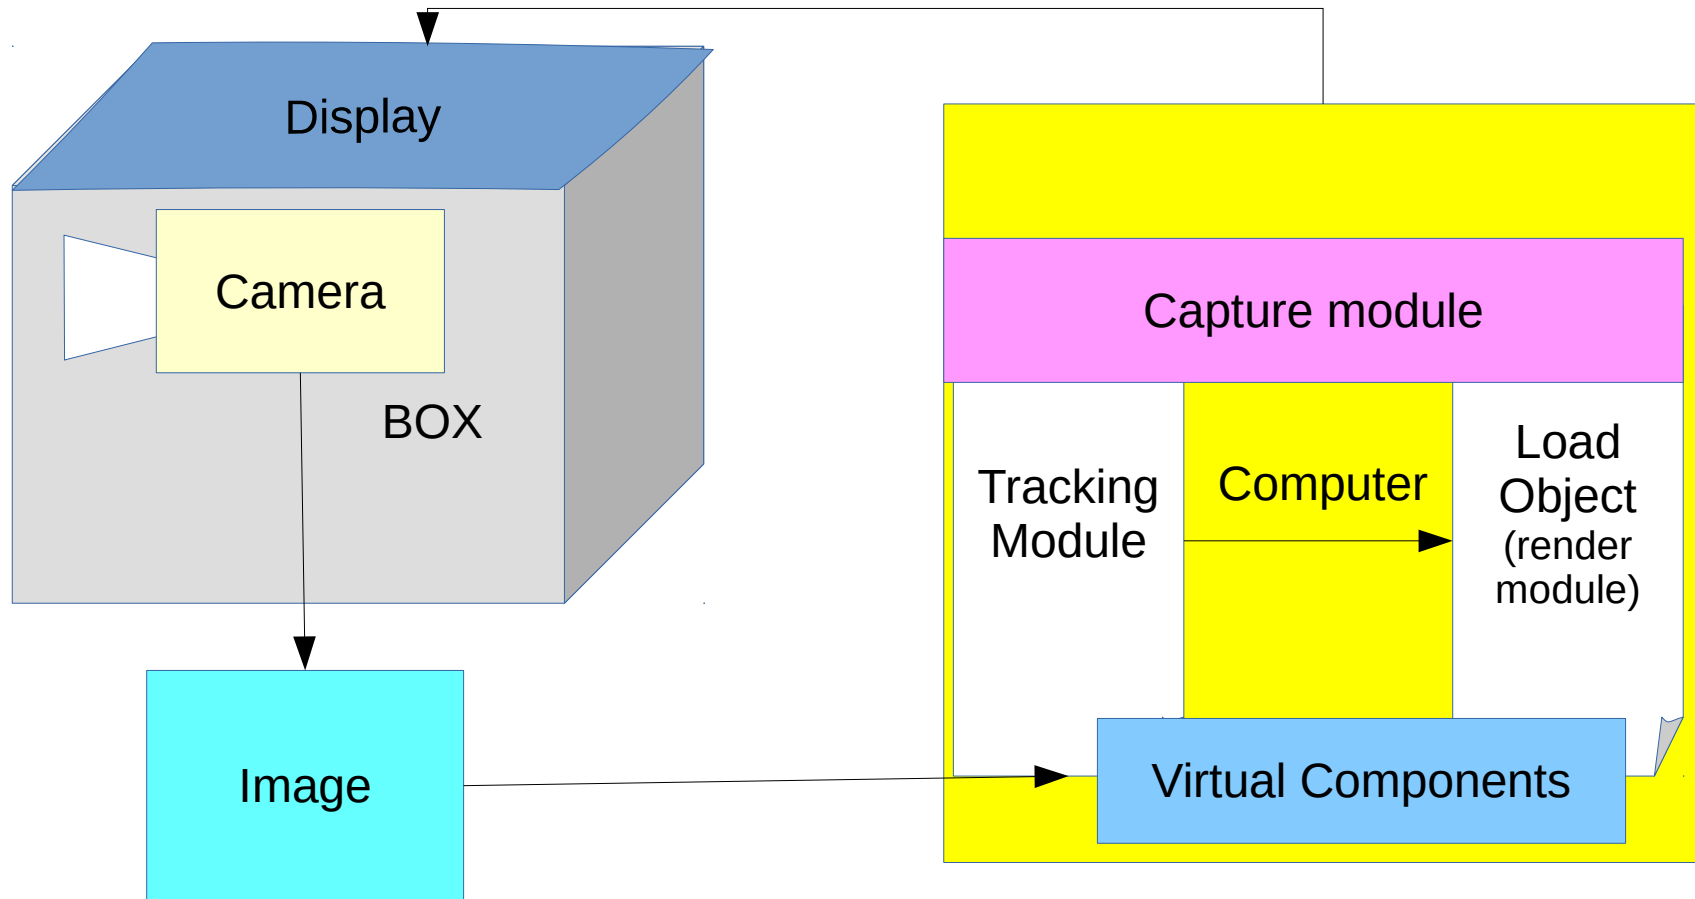 Display
Camera
BOX
Image
Capture module
Tracking
Module
Computer
Load
Object
(render
module)
Virtual Components